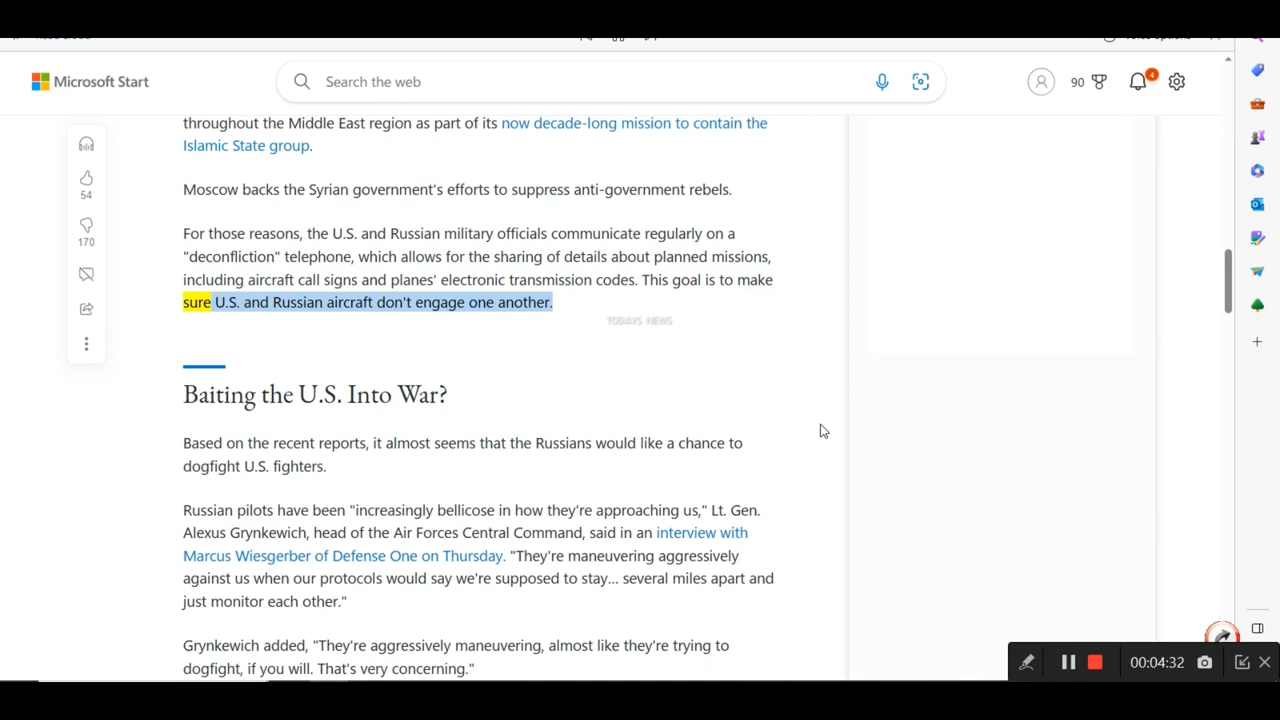 Microsoft Start
Search the web
90
4
throughout the Middle East region as part of its now decade-long mission to contain the
Islamic State group.
54
Moscow backs the Syrian government's efforts to suppress anti-government rebels.
170
For those reasons, the U.S. and Russian military officials communicate regularly on a
"deconfliction" telephone, which allows for the sharing of details about planned missions,
including aircraft call signs and planes' electronic transmission codes. This goal is to make
sure U.S. and Russian aircraft don't engage one another.
TODAYS NEWS
Baiting the U.S. Into War?
Based on the recent reports, it almost seems that the Russians would like a chance to
dogfight U.S. fighters.
Russian pilots have been "increasingly bellicose in how they're approaching us," Lt. Gen.
Alexus Grynkewich, head of the Air Forces Central Command, said in an interview with
Marcus Wiesgerber of Defense One on Thursday. "They're maneuvering aggressively
against us when our protocols would say we're supposed to stay... several miles apart and
just monitor each other."
Grynkewich added, "They're aggressively maneuvering, almost like they're trying to
dogfight, if you will. That's very concerning."
00:04:32